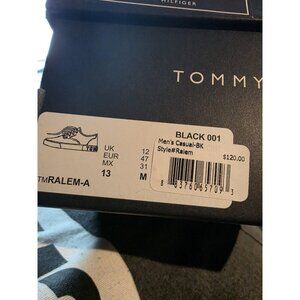 HILFIGER
TOMMY
UK 12
EUR 47
MX 31
13 M
TMRALEM-A
BLACK 001
Men's Casual-BK
Style#Ralem
$120.00